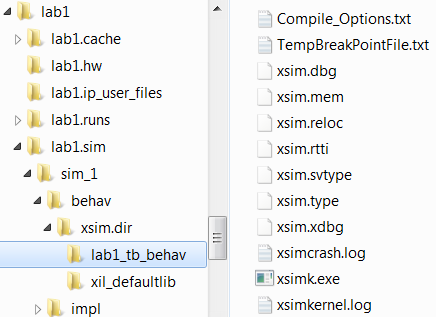 lab1
lab1.cache
lab1.hw
lab1.ip_user_files
lab1.runs
lab1.sim
sim_1
behav
xsim.dir
lab1_tb_behav
xil_defaultlib
impl
Compile_Options.txt
TempBreakPointFile.txt
xsim.dbg
xsim.mem
xsim.reloc
xsim.rtti
xsim.svtype
xsim.type
xsim.xdbg
xsimcrash.log
xsimk.exe
xsimkernel.log